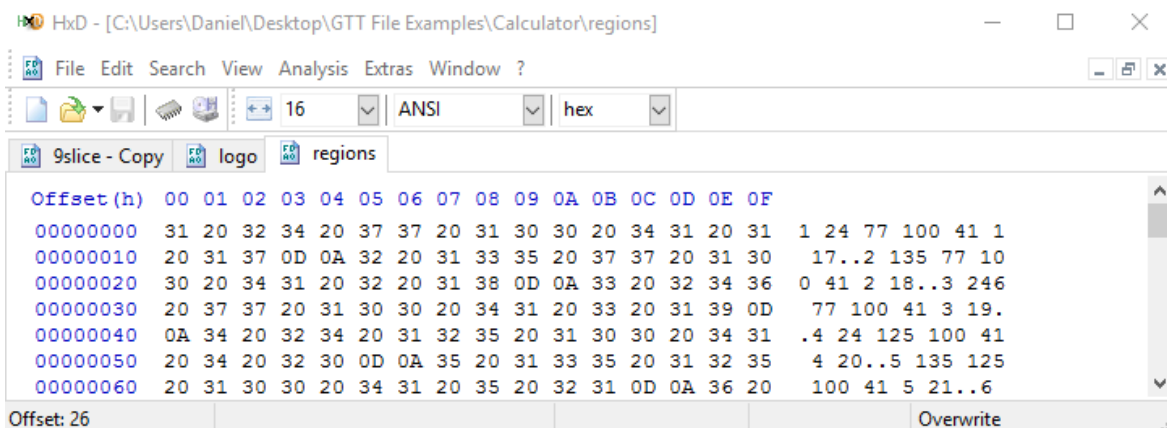 HxD - [C:\Users\Daniel\Desktop\GTT File Examples\Calculator\regions]
File Edit Search View Analysis Extras Window ?
16 ANSI hex
9slice - Copy logo regions
Offset(h) 00 01 02 03 04 05 06 07 08 09 0A 0B 0C 0D 0E 0F
00000000 31 20 32 34 20 37 37 20 31 30 30 20 34 31 20 31 1 24 77 100 41 1
00000010 20 31 37 0D 0A 32 20 31 33 35 20 37 37 20 31 30 17..2 135 77 10
00000020 30 20 34 31 20 32 20 31 38 0D 0A 33 20 32 34 36 0 41 2 18..3 246
00000030 20 37 37 20 31 30 30 20 34 31 20 33 20 31 39 0D 77 100 41 3 19.
00000040 0A 34 20 32 34 20 31 32 35 20 31 30 30 20 34 31 .4 24 125 100 41
00000050 20 34 20 32 30 0D 0A 35 20 31 33 35 20 31 32 35 4 20..5 135 125
00000060 20 31 30 30 20 34 31 20 35 20 32 31 0D 0A 36 20 100 41 5 21..6
Offset: 26 Overwrite